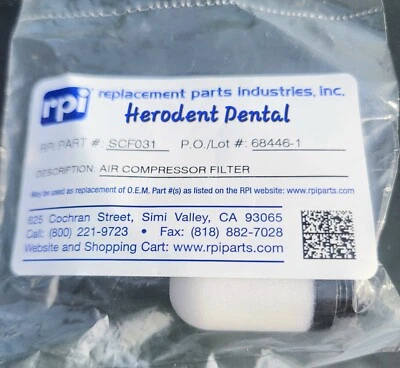 rpi replacement parts industries, inc.
Herodent Dental
RPI PART #: SCF031 P.O./Lot #: 68446-1
DESCRIPTION: AIR COMPRESSOR FILTER
May be used as replacement of O.E.M. Part #(s) as listed on the RPI website: www.rpiparts.com
625 Cochran Street, Simi Valley, CA 93065
Call: (800) 221-9723 • Fax: (818) 882-7028
Website and Shopping Cart: www.rpiparts.com